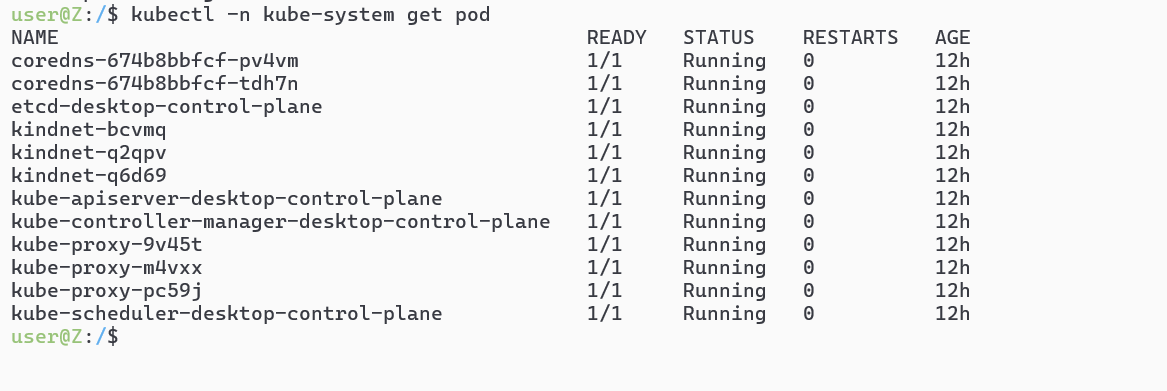 user@Z:/$ kubectl -n kube-system get pod
NAME                                            READY   STATUS    RESTARTS   AGE
coredns-674b8bbfcf-pv4vm                        1/1     Running   0          12h
coredns-674b8bbfcf-tdh7n                        1/1     Running   0          12h
etcd-desktop-control-plane                      1/1     Running   0          12h
kindnet-bcvmq                                   1/1     Running   0          12h
kindnet-q2qpv                                   1/1     Running   0          12h
kindnet-q6d69                                   1/1     Running   0          12h
kube-apiserver-desktop-control-plane            1/1     Running   0          12h
kube-controller-manager-desktop-control-plane   1/1     Running   0          12h
kube-proxy-9v45t                                1/1     Running   0          12h
kube-proxy-m4vxx                                1/1     Running   0          12h
kube-proxy-pc59j                                1/1     Running   0          12h
kube-scheduler-desktop-control-plane            1/1     Running   0          12h
user@Z:/$